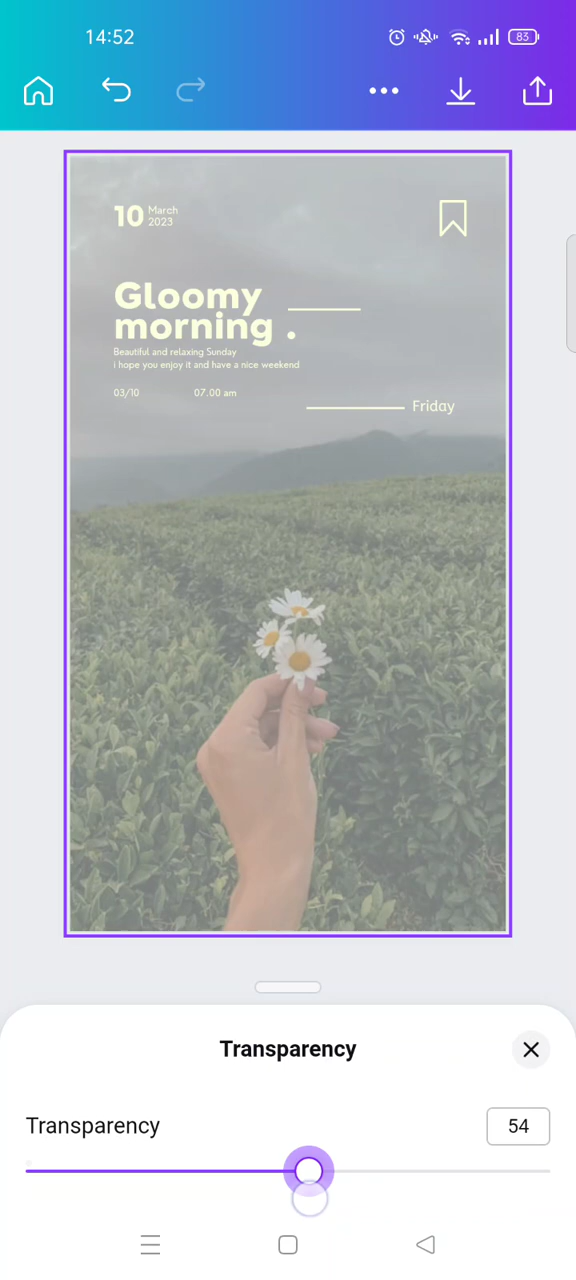 14:52
83
10 March
2023
Gloomy
morning .
Beautiful and relaxing Sunday
i hope you enjoy it and have a nice weekend
03/10 07.00 am
Friday
Transparency
Transparency 54